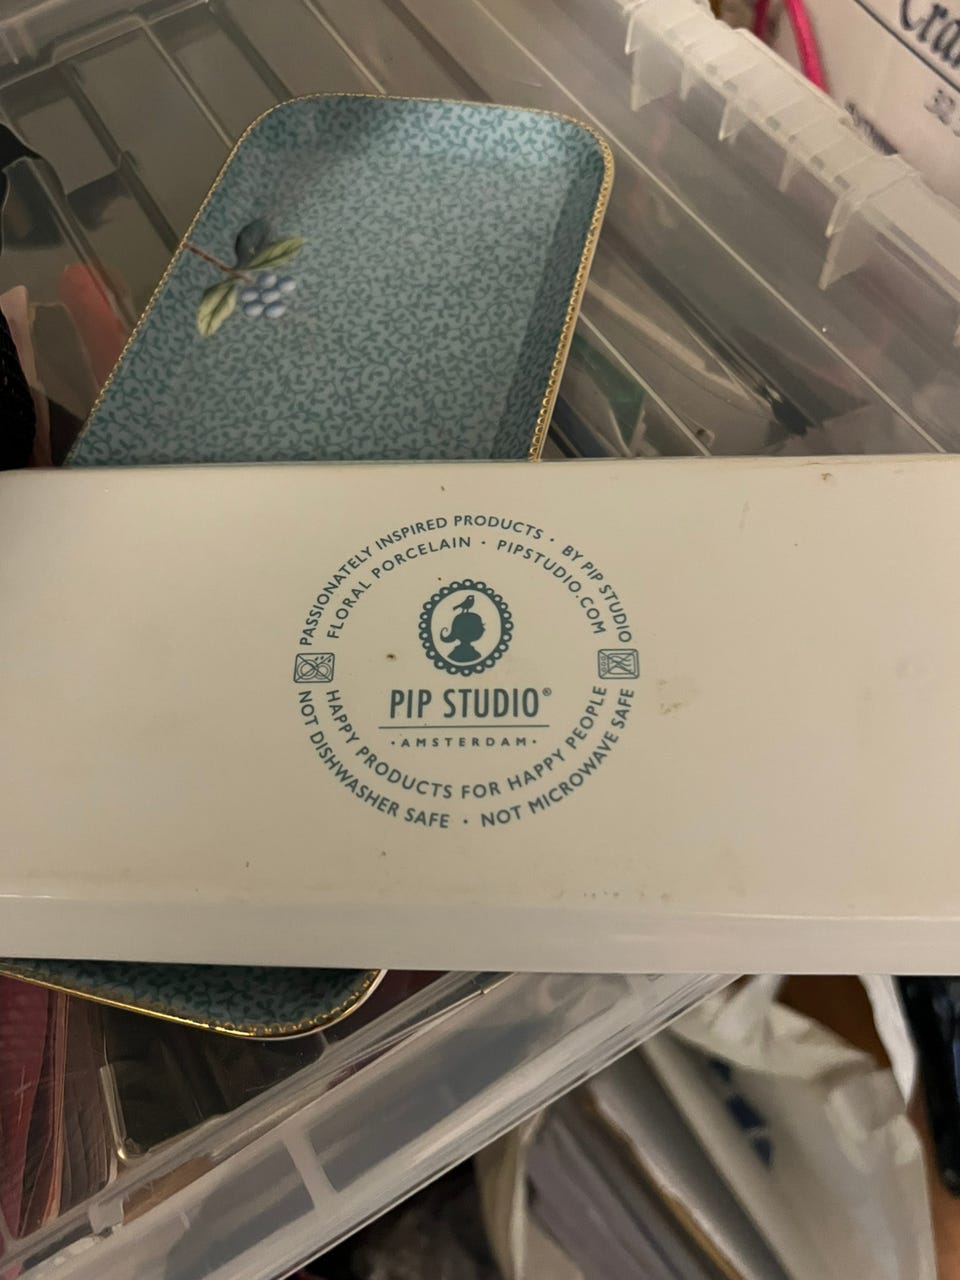 PASSIONATELY INSPIRED PRODUCTS · BY PIP STUDIO
FLORAL PORCELAIN · PIPSTUDIO.COM
PIP STUDIO®
·AMSTERDAM·
HAPPY PRODUCTS FOR HAPPY PEOPLE
NOT DISHWASHER SAFE · NOT MICROWAVE SAFE